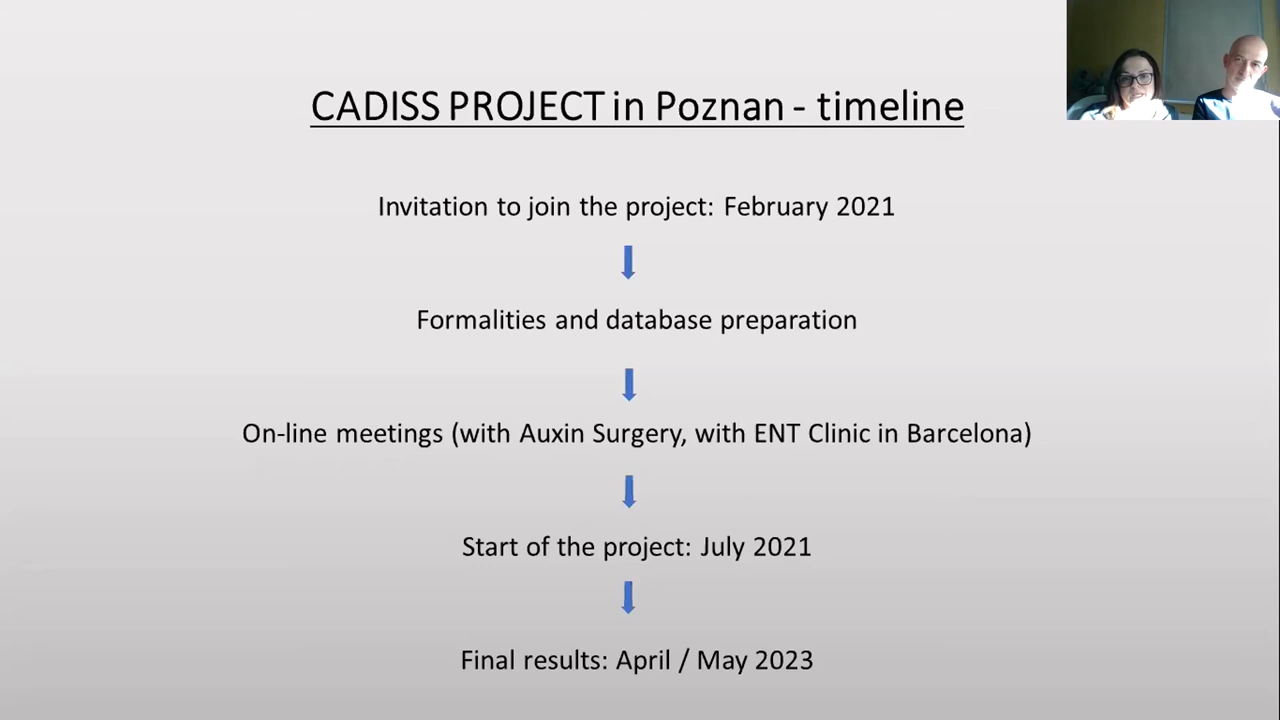 CADISS PROJECT in Poznan - timeline
Invitation to join the project: February 2021
Formalities and database preparation
On-line meetings (with Auxin Surgery, with ENT Clinic in Barcelona)
Start of the project: July 2021
Final results: April / May 2023